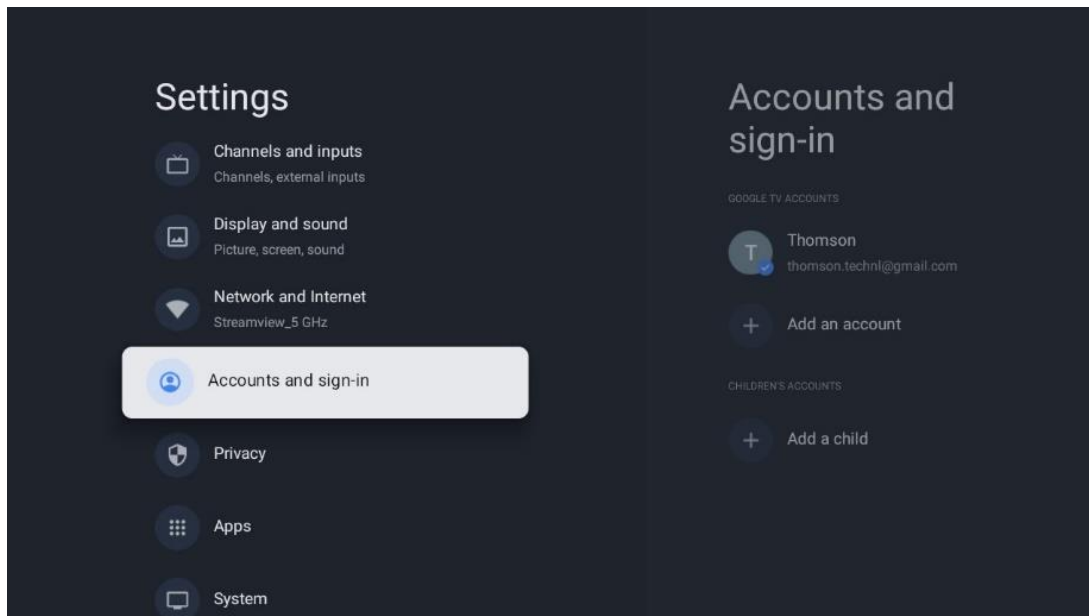 Settings
Channels and inputs
Channels, external inputs
Display and sound
Picture, screen, sound
Network and Internet
Streamview_5 GHz
Accounts and sign-in
Privacy
Apps
System
Accounts and
sign-in
GOOGLE TV ACCOUNTS
T
Thomson
thomson.technl@gmail.com
Add an account
CHILDREN'S ACCOUNTS
Add a child